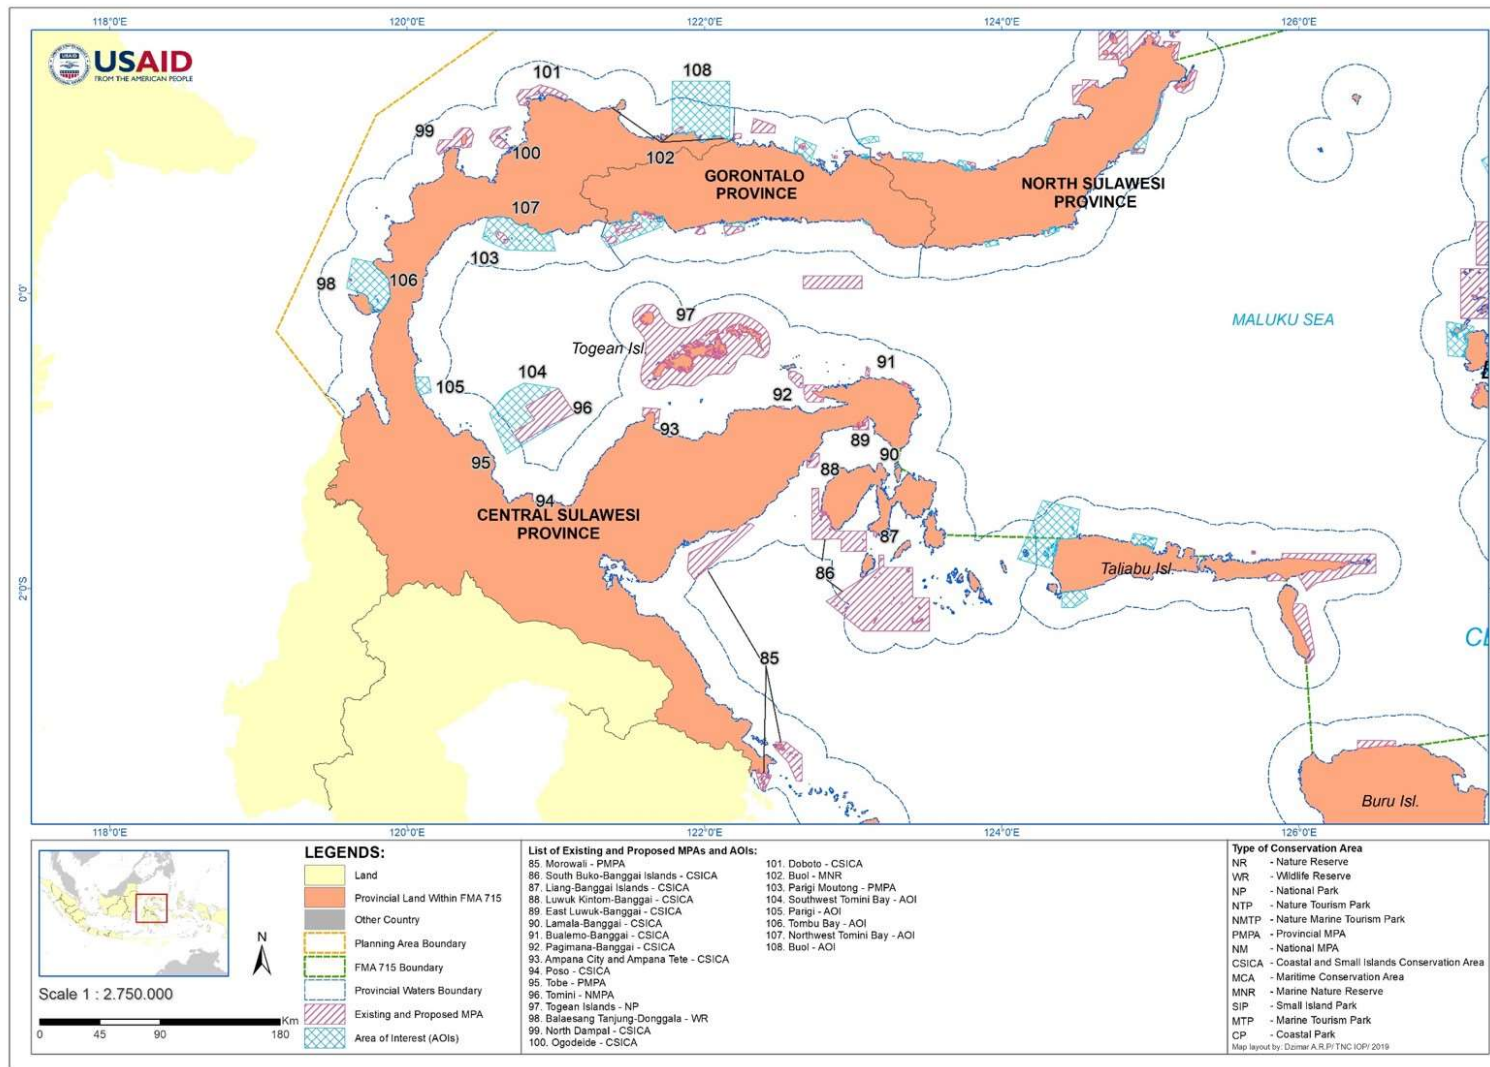 118°0'E 120°0'E 122°0'E 124°0'E 126°0'E
USAID
FROM THE AMERICAN PEOPLE
101
108
99
100
102
GORONTALO
PROVINCE
NORTH SULAWESI
PROVINCE
107
103
98
106
0°0'
97
MALUKU SEA
Togean Isl.
91
104
105
92
96
93
89
95
90
88
94
CENTRAL SULAWESI
PROVINCE
87
86
Taliabu Isl.
2°0'S
85
Buru Isl.
118°0'E 120°0'E 122°0'E 124°0'E 126°0'E
N
Scale 1 : 2.750.000
Km
0 45 90 180
LEGENDS:
Land
Provincial Land Within FMA 715
Other Country
Planning Area Boundary
FMA 715 Boundary
Provincial Waters Boundary
Existing and Proposed MPA
Area of Interest (AOIs)
List of Existing and Proposed MPAs and AOIs:
85. Morowali - PMPA
86. South Buko-Banggai Islands - CSICA
87. Liang-Banggai Islands - CSICA
88. Luwuk Kintom-Banggai - CSICA
89. East Luwuk-Banggai - CSICA
90. Lamala-Banggai - CSICA
91. Bualemo-Banggai - CSICA
92. Pagimana-Banggai - CSICA
93. Ampana City and Ampana Tete - CSICA
94. Poso - CSICA
95. Tobe - PMPA
96. Tomini - NMPA
97. Togean Islands - NP
98. Balaesang Tanjung-Donggala - WR
99. North Dampal - CSICA
100. Ogodeide - CSICA
101. Doboto - CSICA
102. Buol - MNR
103. Parigi Moutong - PMPA
104. Southwest Tomini Bay - AOI
105. Parigi - AOI
106. Tombu Bay - AOI
107. Northwest Tomini Bay - AOI
108. Buol - AOI
Type of Conservation Area
NR - Nature Reserve
WR - Wildlife Reserve
NP - National Park
NTP - Nature Tourism Park
NMTP - Nature Marine Tourism Park
PMPA - Provincial MPA
NM - National MPA
CSICA - Coastal and Small Islands Conservation Area
MCA - Maritime Conservation Area
MNR - Marine Nature Reserve
SIP - Small Island Park
MTP - Marine Tourism Park
CP - Coastal Park
Map layout by: Dzimar A.R.P/ TNC IOP/ 2019